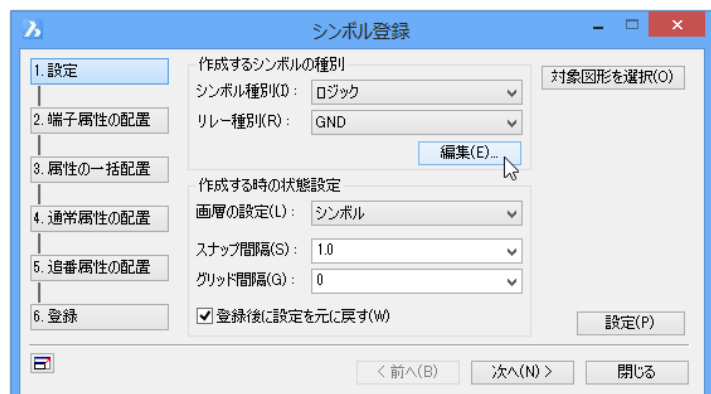 シンボル登録
1. 設定
2. 端子属性の配置
3. 属性の一括配置
4. 通常属性の配置
5. 追番属性の配置
6. 登録
作成するシンボルの種別
シンボル種別(I)： ロジック
リレー種別(R)： GND
編集(E)...
作成する時の状態設定
画層の設定(L)： シンボル
スナップ間隔(S)： 1.0
グリッド間隔(G)： 0
登録後に設定を元に戻す(W)
対象図形を選択(O)
設定(P)
< 前へ(B) 次へ(N) > 閉じる